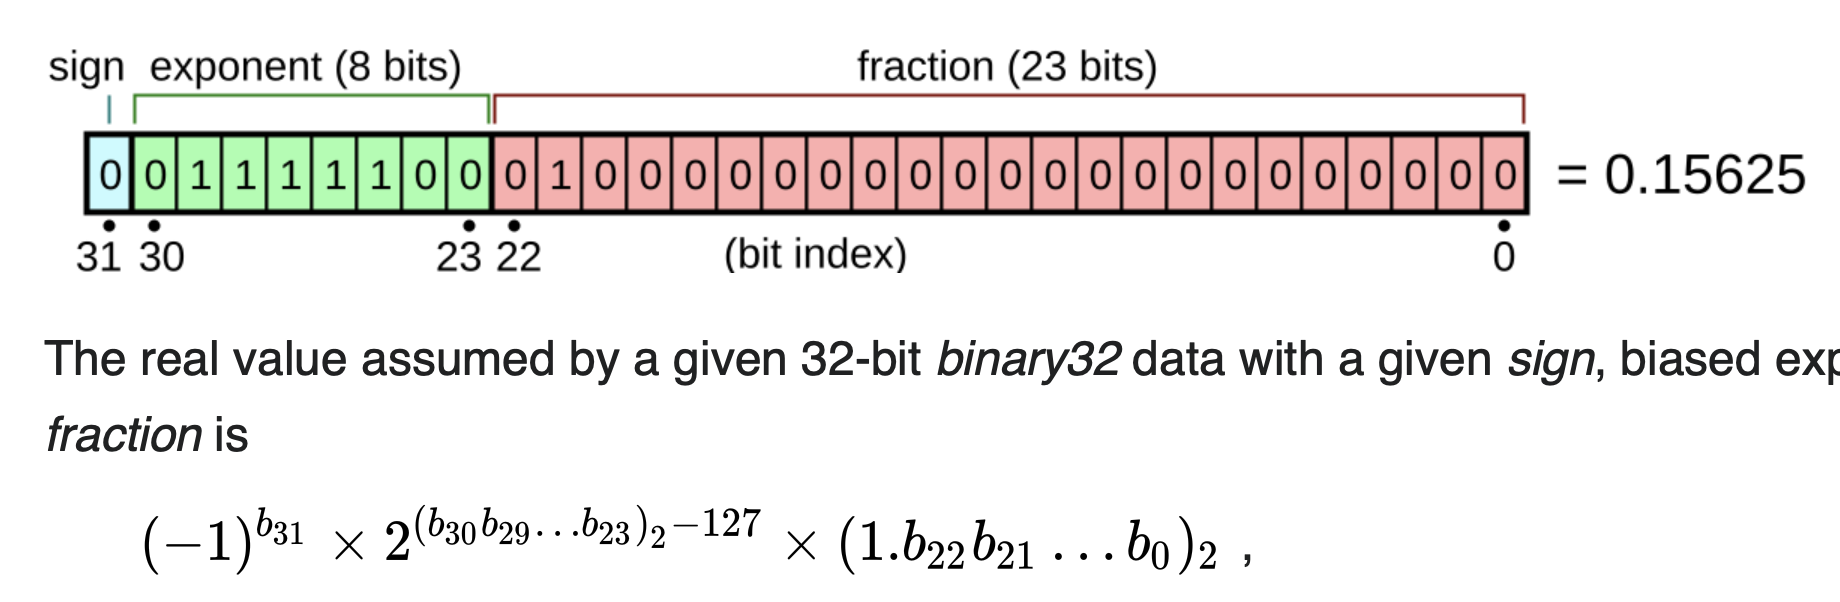 sign exponent (8 bits) fraction (23 bits)
0 0 1 1 1 1 1 0 0 0 1 0 0 0 0 0 0 0 0 0 0 0 0 0 0 0 0 0 0 0 0 0 = 0.15625
31 30 23 22 (bit index) 0
The real value assumed by a given 32-bit binary32 data with a given sign, biased exp
fraction is
(−1)^{b_{31}} × 2^{(b_{30}b_{29}...b_{23})_2−127} × (1.b_{22}b_{21}...b_0)_2 ,